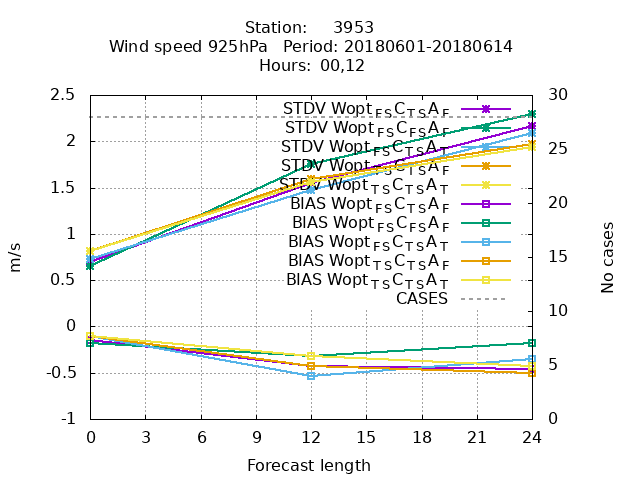 Station: 3953
Wind speed 925hPa Period: 20180601-20180614
Hours: 00,12
STDV Wopt_FS C_TS A_F
STDV Wopt_FS C_FS A_F
STDV Wopt_FS C_TS A_T
STDV Wopt_TS C_TS A_F
STDV Wopt_TS C_TS A_T
BIAS Wopt_FS C_TS A_F
BIAS Wopt_FS C_FS A_F
BIAS Wopt_FS C_TS A_T
BIAS Wopt_TS C_TS A_F
BIAS Wopt_TS C_TS A_T
CASES
2.5
2
1.5
1
0.5
0
-0.5
-1
m/s
30
25
20
15
10
5
0
No cases
0 3 6 9 12 15 18 21 24
Forecast length